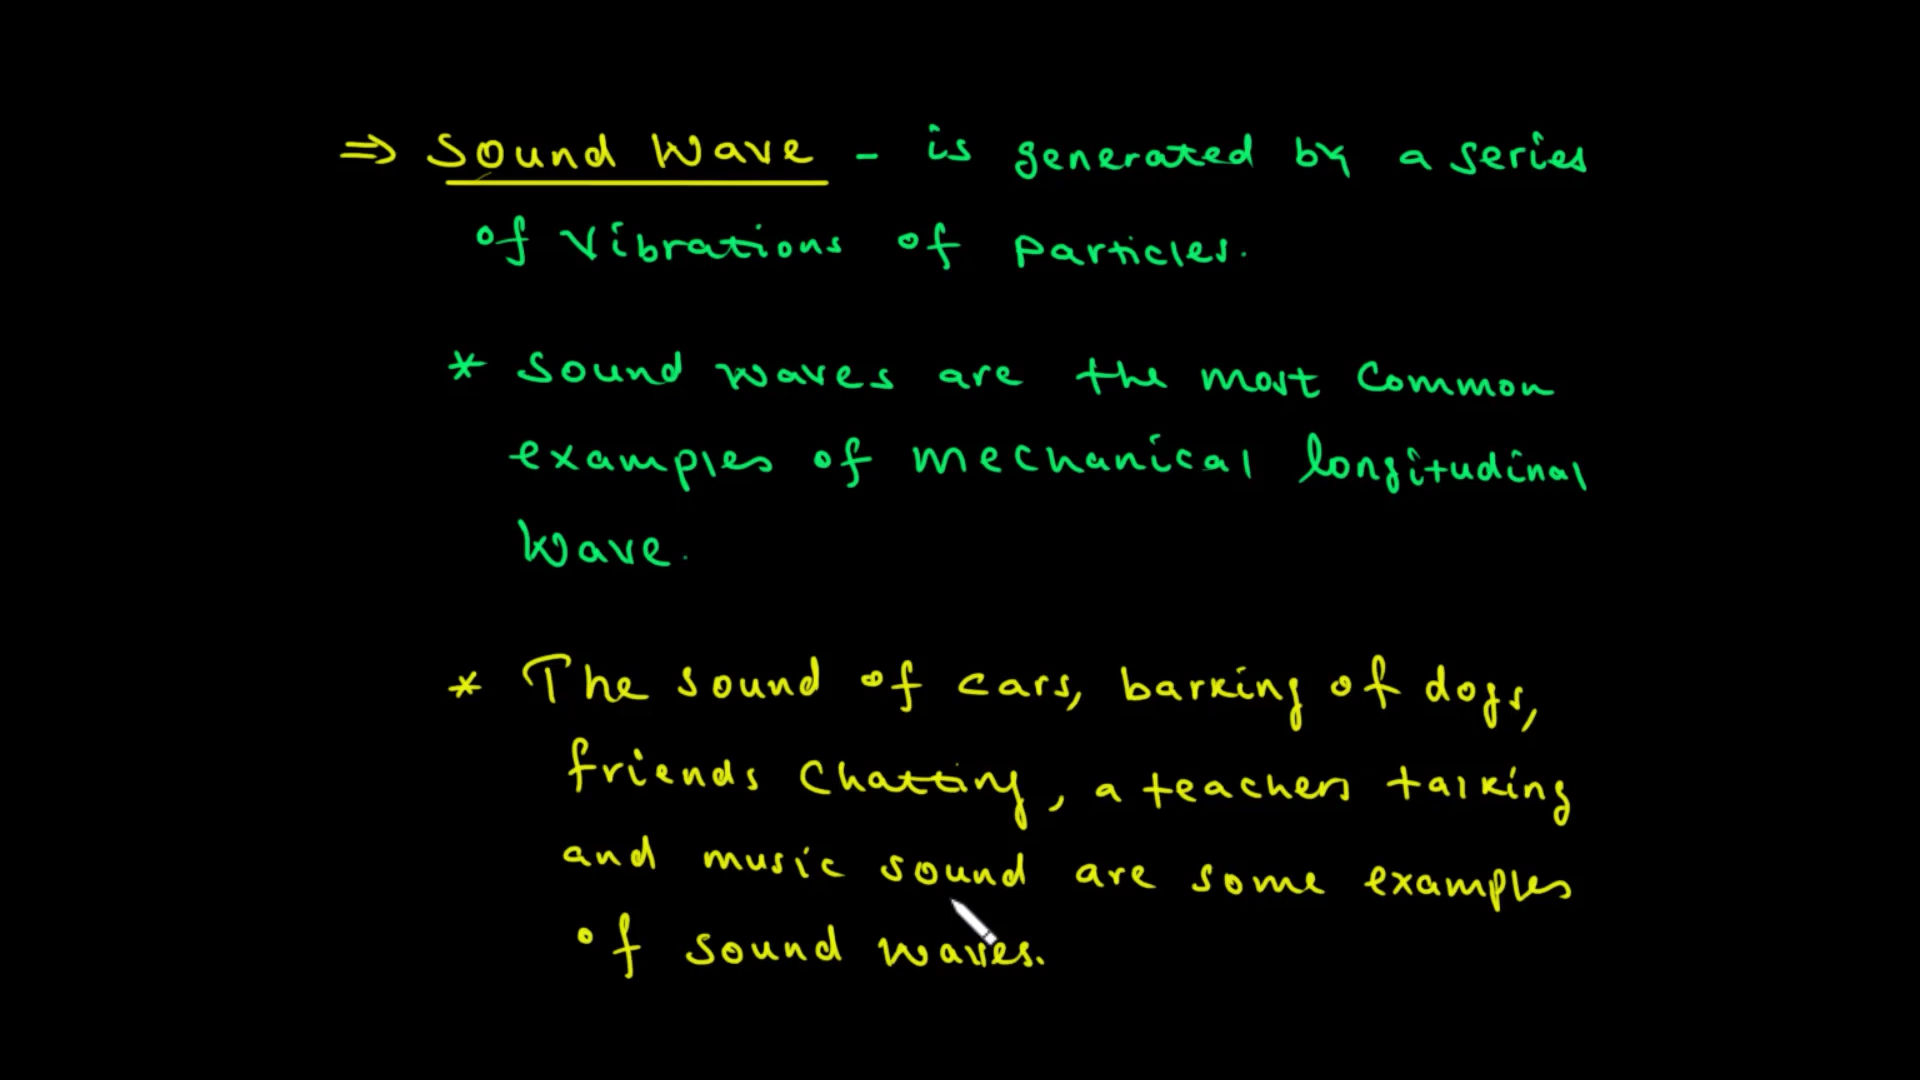 ⇒ Sound Wave - is generated by a series
of vibrations of particles.
* Sound waves are the most common
examples of mechanical longitudinal
wave.
* The sound of cars, barking of dogs,
friends chatting, a teachers talking
and music sound are some examples
of sound waves.